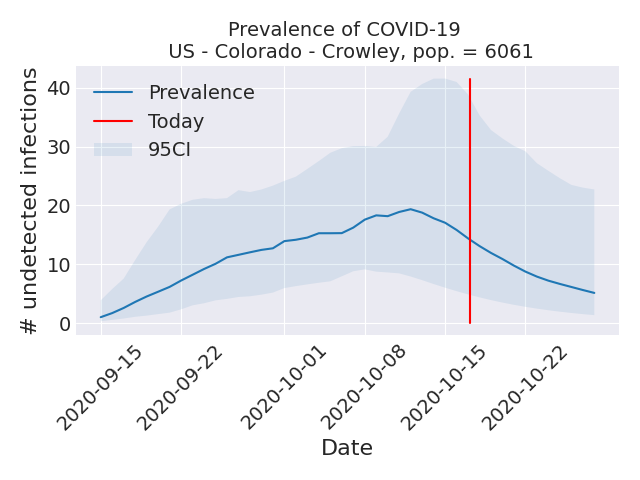 Prevalence of COVID-19
US - Colorado - Crowley, pop. = 6061
# undetected infections
40
30
20
10
0
Prevalence
Today
95CI
2020-09-15
2020-09-22
2020-10-01
2020-10-08
2020-10-15
2020-10-22
Date